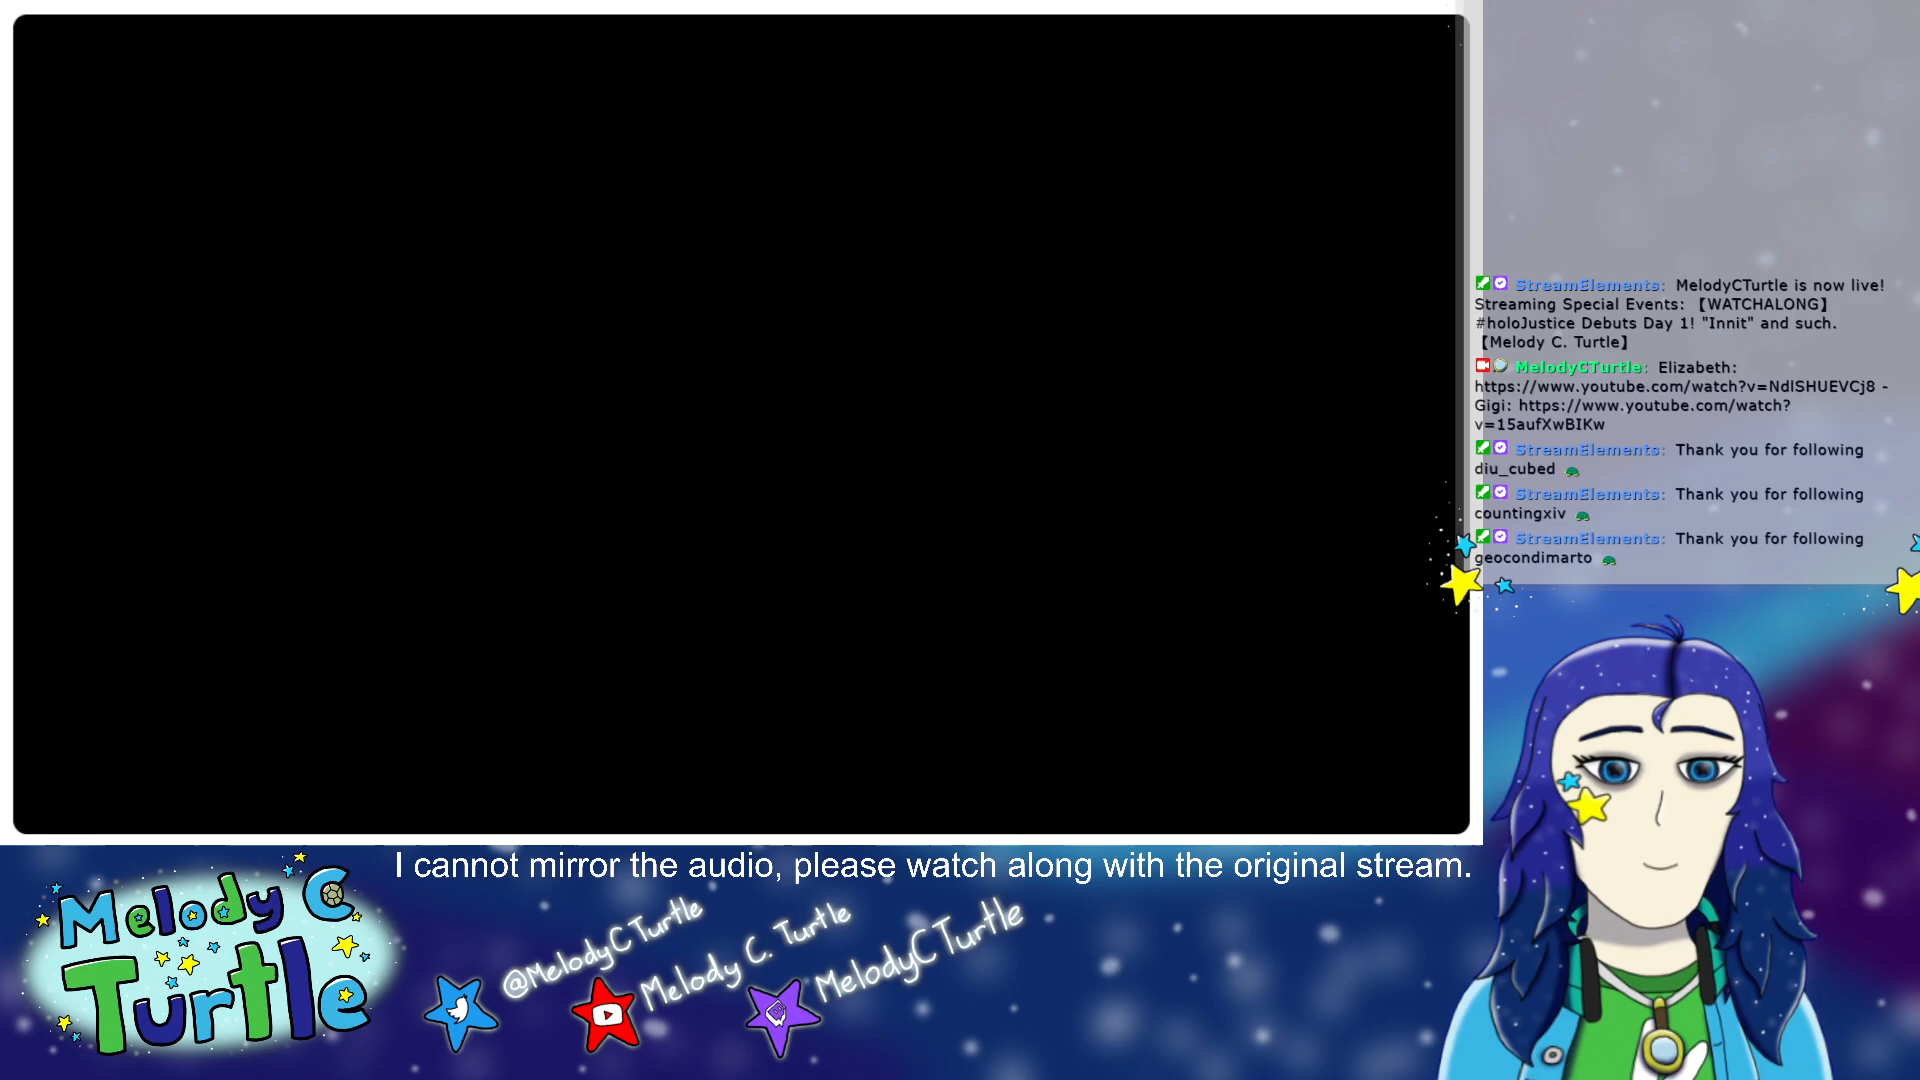 StreamElements: MelodyCTurtle is now live!
Streaming Special Events: 【WATCHALONG】
#holoJustice Debuts Day 1! "Innit" and such.
【Melody C. Turtle】
MelodyCTurtle: Elizabeth:
https://www.youtube.com/watch?v=NdlSHUEVCj8 -
Gigi: https://www.youtube.com/watch?
v=15aufXwBIKw
StreamElements: Thank you for following
diu_cubed
StreamElements: Thank you for following
countingxiv
StreamElements: Thank you for following
geocondimarto
I cannot mirror the audio, please watch along with the original stream.
Melody C.
Turtle
@MelodyCTurtle
Melody C. Turtle
MelodyCTurtle